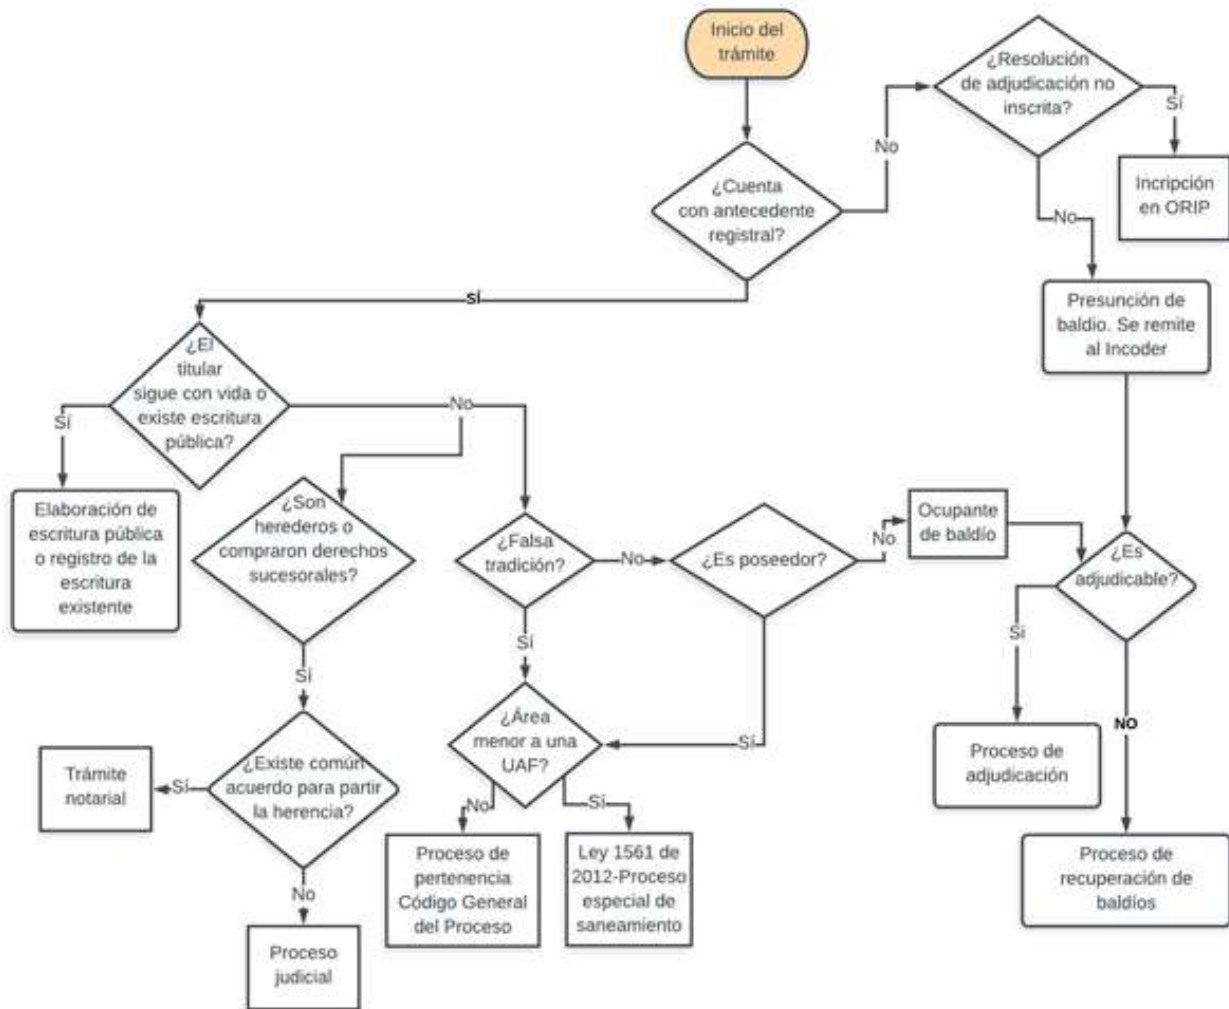 Inicio del
trámite
¿Resolución
de adjudicación no
inscrita?
Sí
No
Incripción
en ORIP
¿Cuenta
con antecedente
registral?
No
Presunción de
baldio. Se remite
al Incoder
sí
¿El
titular
sigue con vida o
existe escritura
pública?
Sí
No
Elaboración de
escritura pública
o registro de la
escritura
existente
¿Son
herederos o
compraron derechos
sucesorales?
¿Falsa
tradición?
No
¿Es poseedor?
No
Ocupante
de baldío
¿Es
adjudicable?
Sí
Sí
Si
¿Área
menor a una
UAF?
Sí
NO
Trámite
notarial
Sí
¿Existe común
acuerdo para partir
la herencia?
Proceso de
adjudicación
No
Sí
Proceso de
pertenencia
Código General
del Proceso
Ley 1561 de
2012-Proceso
especial de
saneamiento
Proceso de
recuperación de
baldíos
No
Proceso
judicial